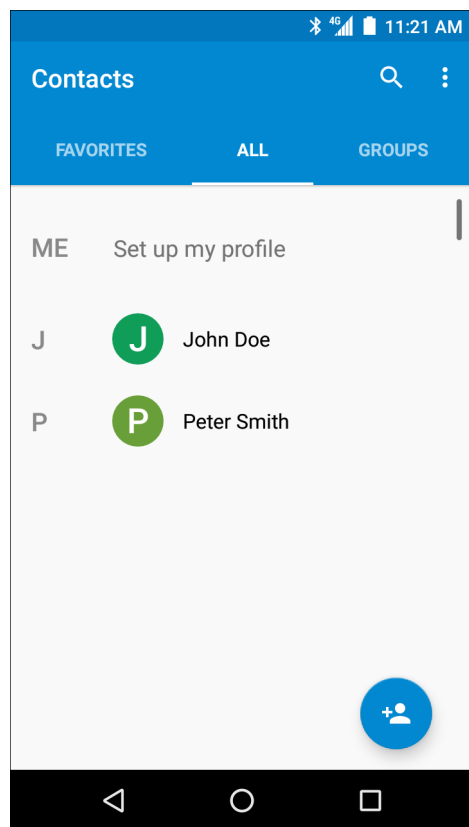 4G 11:21 AM
Contacts
FAVORITES ALL GROUPS
ME Set up my profile
J J John Doe
P P Peter Smith